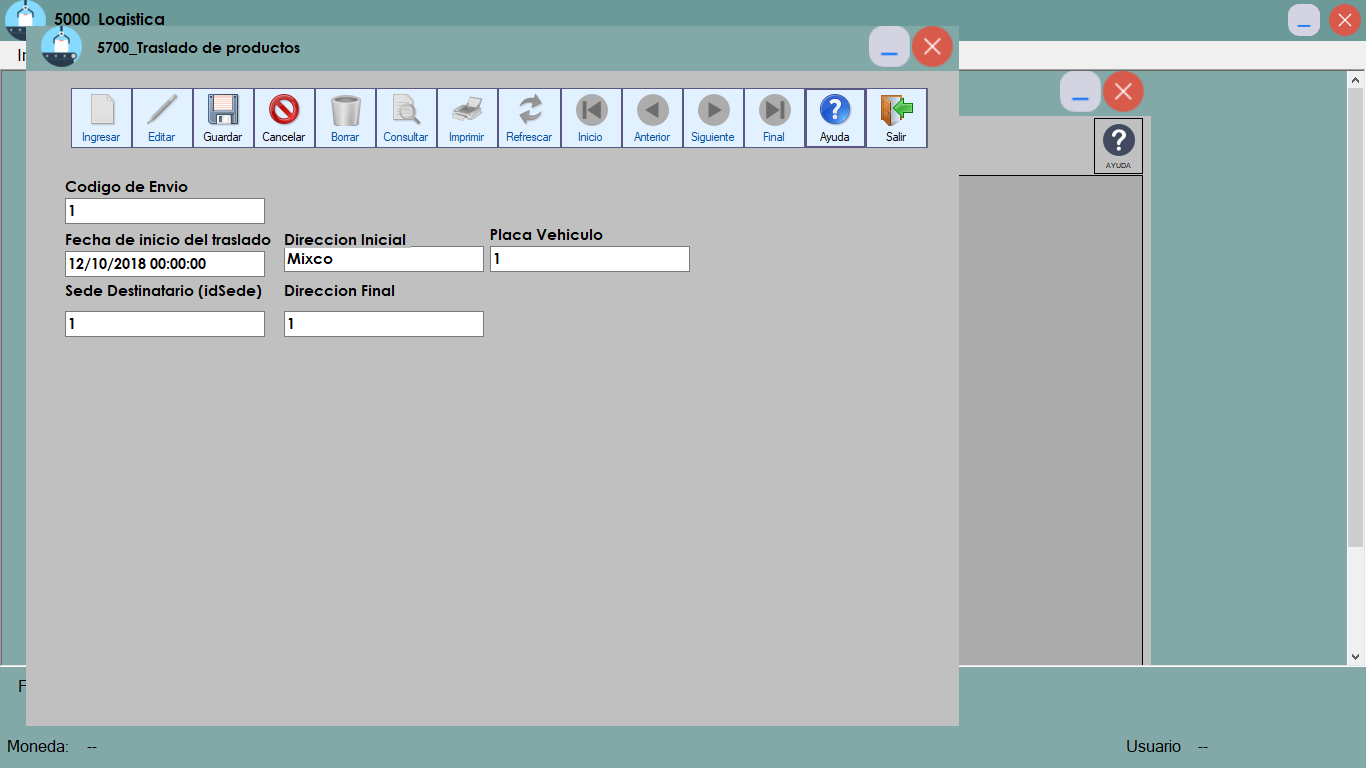 5000_Logistica
5700_Traslado de productos
Ingresar Editar Guardar Cancelar Borrar Consultar Imprimir Refrescar Inicio Anterior Siguiente Final Ayuda Salir
AYUDA
Codigo de Envio
1
Fecha de inicio del traslado Direccion Inicial Placa Vehiculo
12/10/2018 00:00:00 Mixco 1
Sede Destinatario (idSede) Direccion Final
1 1
Moneda: -- Usuario --